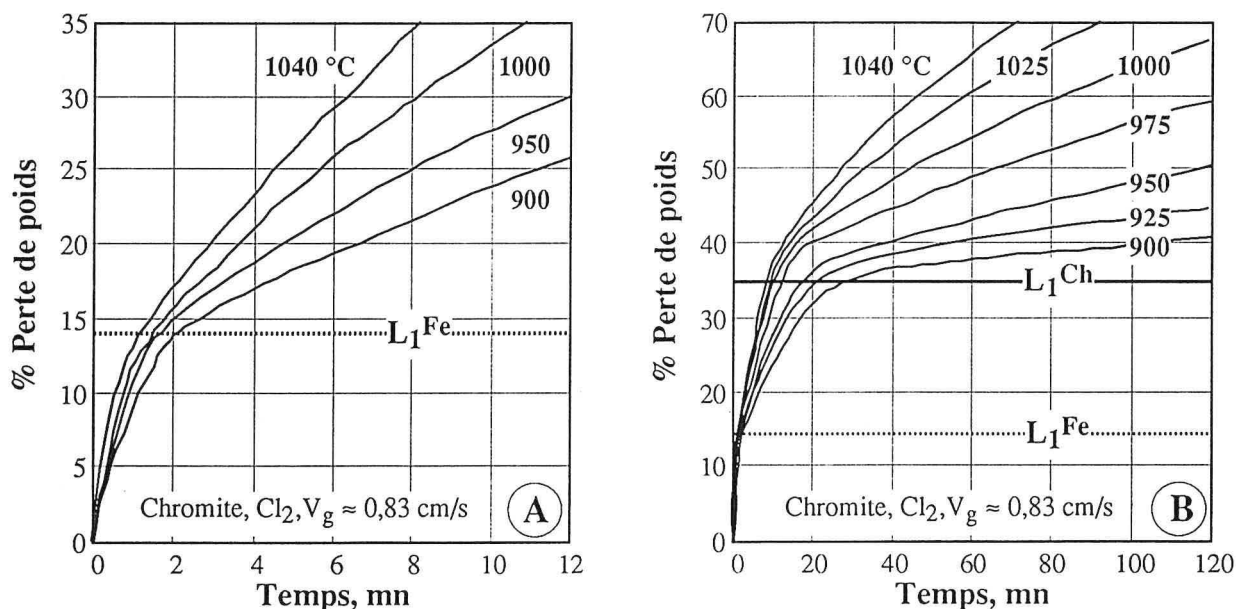 % Perte de poids
35
30
25
20
15
10
5
0
1040 °C
1000
950
900
L₁Fe
Chromite, Cl₂, Vg ≈ 0,83 cm/s
A
0 2 4 6 8 10 12
Temps, mn
% Perte de poids
70
60
50
40
30
20
10
0
1040 °C
1025
1000
975
950
925
900
L₁Ch
L₁Fe
Chromite, Cl₂, Vg ≈ 0,83 cm/s
B
0 20 40 60 80 100 120
Temps, mn